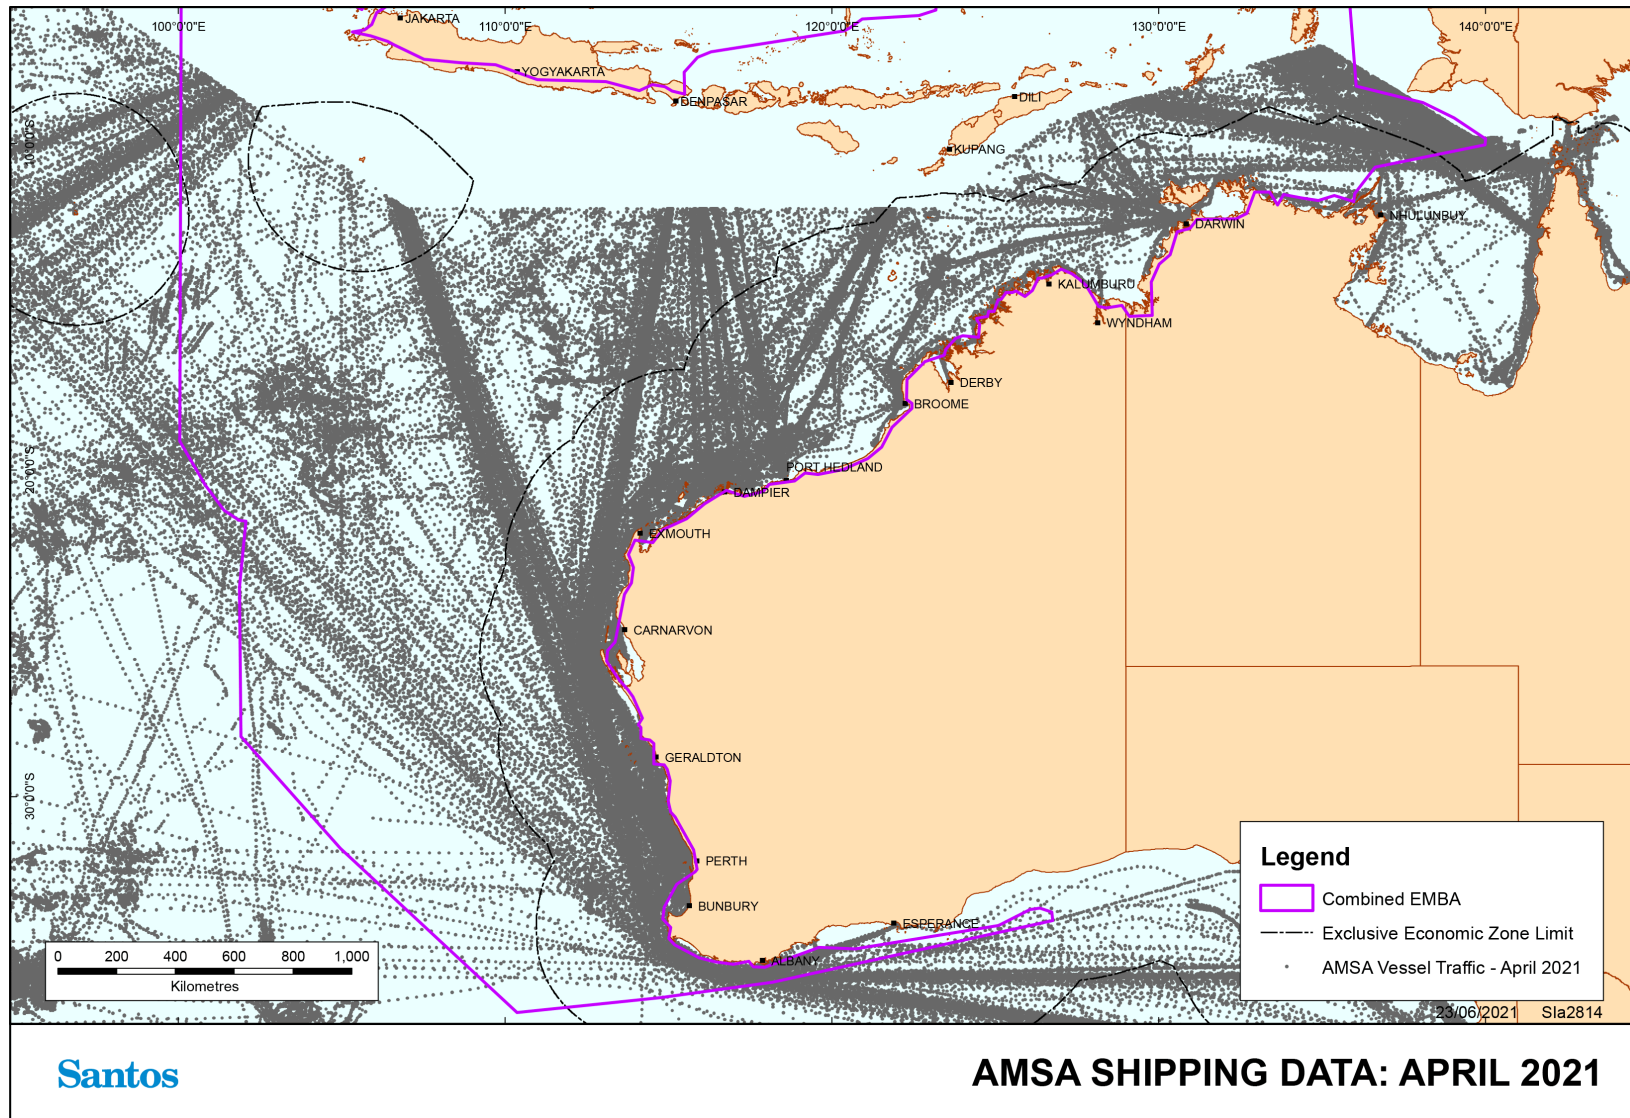 JAKARTA
100°0'0"E
110°0'0"E
120°0'0"E
130°0'0"E
140°0'0"E
YOGYAKARTA
DENPASAR
DILI
10°0'0"S
KUPANG
NHULUNBUY
DARWIN
KALUMBURU
WYNDHAM
DERBY
BROOME
20°0'0"S
PORT HEDLAND
DAMPIER
EXMOUTH
CARNARVON
GERALDTON
30°0'0"S
PERTH
BUNBURY
ESPERANCE
ALBANY
Legend
Combined EMBA
Exclusive Economic Zone Limit
AMSA Vessel Traffic - April 2021
0 200 400 600 800 1,000
Kilometres
23/06/2021 Sla2814
Santos
AMSA SHIPPING DATA: APRIL 2021